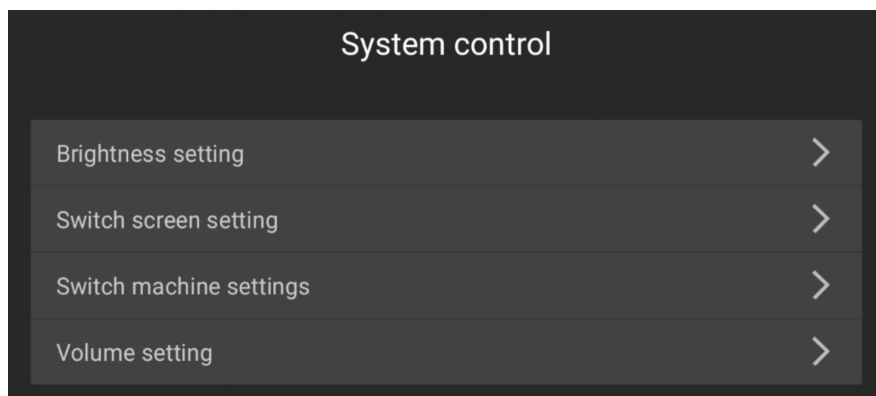 System control
Brightness setting
Switch screen setting
Switch machine settings
Volume setting